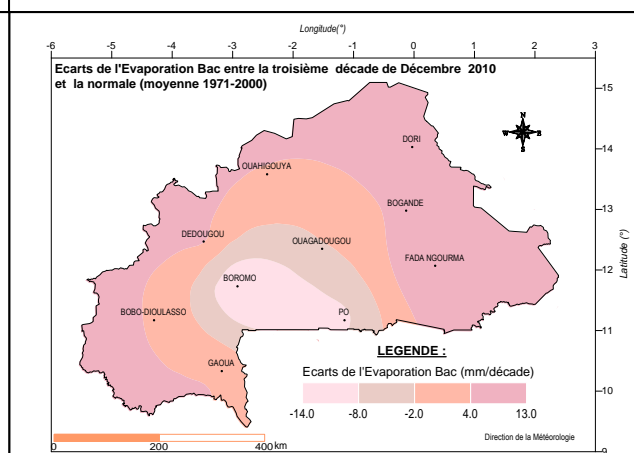 Longitude(°)
-6 -5 -4 -3 -2 -1 0 1 2 3
Ecarts de l'Evaporation Bac entre la troisième décade de Décembre 2010
et la normale (moyenne 1971-2000)
15
N
W E
S
DORI
14
OUAHIGOUYA
BOGANDE
13
DEDOUGOU
OUAGADOUGOU
FADA NGOURMA
Latitude (°)
12
BOROMO
BOBO-DIOULASSO
PO
11
LEGENDE :
GAOUA
Ecarts de l'Evaporation Bac (mm/décade)
10
-14.0 -8.0 -2.0 4.0 13.0
Direction de la Météorologie
0 200 400 km
9